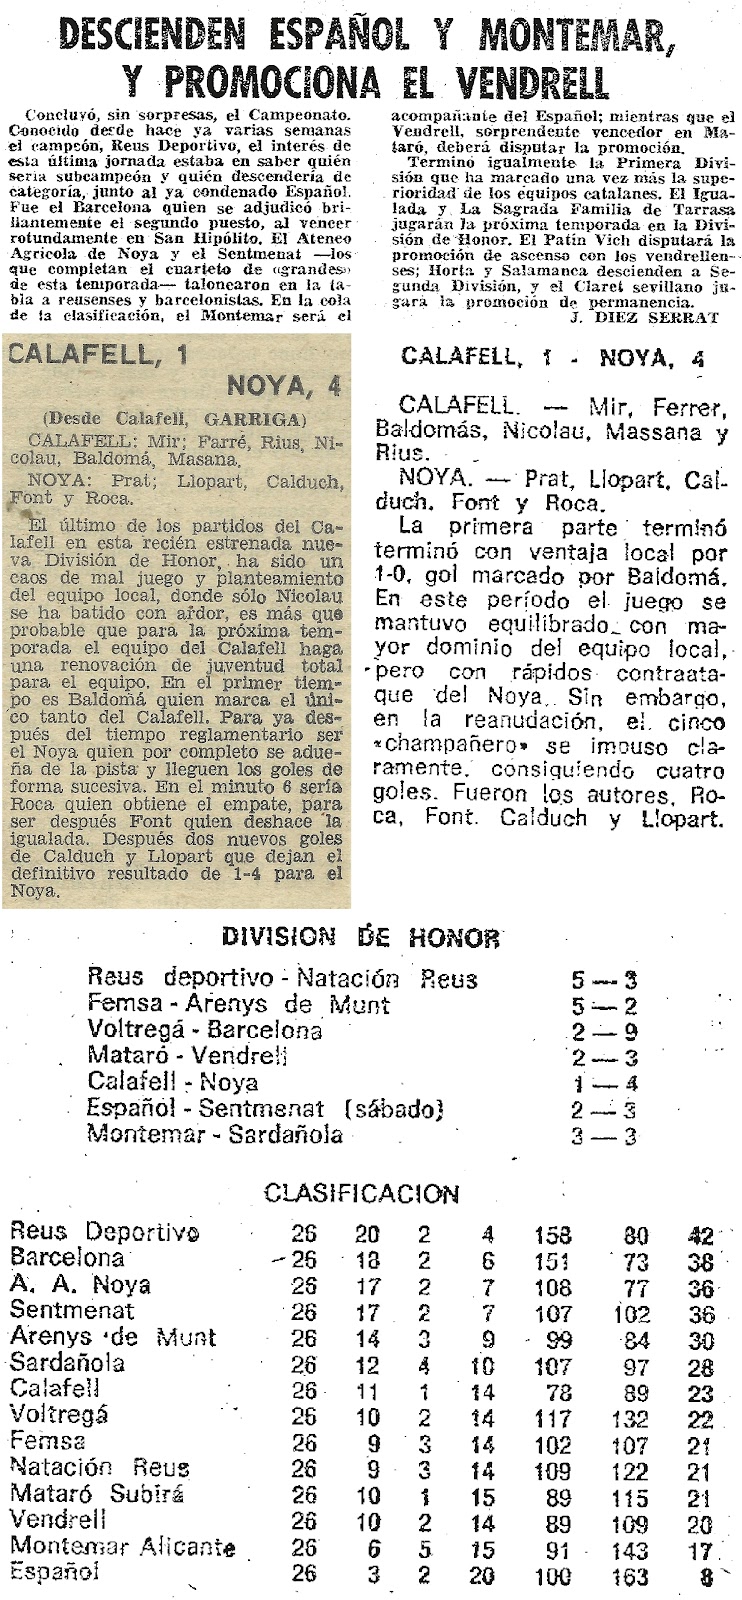 DESCIENDEN ESPAÑOL Y MONTEMAR,
Y PROMOCIONA EL VENDRELL
Concluyó, sin sorpresas, el Campeonato.
Conocido desde hace ya varias semanas
el campeón, Reus Deportivo, el interés de
esta última jornada estaba en saber quién
sería subcampeón y quién descendería de
categoría, junto al ya condenado Español.
Fue el Barcelona quien se adjudicó bri-
llantemente el segundo puesto, al vencer
rotundamente en San Hipólito. El Ateneo
Agrícola de Noya y el Sentmenat —los
que completan el cuarteto de «grandes»
de esta temporada— talonearon en la ta-
bla a reusenses y barcelonistas. En la cola
de la clasificación, el Montemar será el
acompañante del Español; mientras que el
Vendrell, sorprendente vencedor en Ma-
taró, deberá disputar la promoción.
Terminó igualmente la Primera Divi-
sión que ha marcado una vez más la supe-
rioridad de los equipos catalanes. El Igua-
lada y La Sagrada Familia de Tarrasa
jugarán la próxima temporada en la Divi-
sión de Honor. El Patín Vich disputará la
promoción de ascenso con los vendrellen-
ses; Horta y Salamanca descienden a Se-
gunda División, y el Claret sevillano ju-
gará la promoción de permanencia.
J. DIEZ SERRAT
CALAFELL, 1
NOYA, 4
(Desde Calafell, GARRIGA)
CALAFELL: Mir; Farré, Rius, Ni-
colau, Baldomá, Masana.
NOYA: Prat; Llopart, Calduch,
Font y Roca.
El último de los partidos del Ca-
lafell en esta recién estrenada nue-
va División de Honor, ha sido un
caos de mal juego y planteamiento
del equipo local, donde sólo Nicolau
se ha batido con ardor, es más que
probable que para la próxima tem-
porada el equipo del Calafell haga
una renovación de juventud total
para el equipo. En el primer tiem-
po es Baldomá quien marca el úni-
co tanto del Calafell. Para ya des-
pués del tiempo reglamentario ser
el Noya quien por completo se adue-
ña de la pista y lleguen los goles de
forma sucesiva. En el minuto 6 sería
Roca quien obtiene el empate, para
ser después Font quien deshace la
igualada. Después dos nuevos goles
de Calduch y Llopart que dejan el
definitivo resultado de 1-4 para el
Noya.
CALAFELL, 1 - NOYA, 4
CALAFELL. — Mir, Ferrer,
Baldomás, Nicolau, Massana y
Rius.
NOYA. — Prat, Llopart, Cal-
duch, Font y Roca.
La primera parte terminó
terminó con ventaja local por
1-0, gol marcado por Baldomá.
En este período el juego se
mantuvo equilibrado, con ma-
yor dominio del equipo local,
pero con rápidos contraata-
que del Noya. Sin embargo,
en la reanudación, el cinco
«champañero» se imouso cla-
ramente, consiguiendo cuatro
goles. Fueron los autores, Ro-
ca, Font. Calduch y Llopart.
DIVISION DE HONOR
Reus deportivo - Natación Reus 5 — 3
Femsa - Arenys de Munt 5 — 2
Voltregá - Barcelona 2 — 9
Mataró - Vendrell 2 — 3
Calafell - Noya 1 — 4
Español - Sentmenat (sábado) 2 — 3
Montemar - Sardañola 3 — 3
CLASIFICACION
Reus Deportivo 26 20 2 4 158 80 42
Barcelona 26 18 2 6 151 73 38
A. A. Noya 26 17 2 7 108 77 36
Sentmenat 26 17 2 7 107 102 36
Arenys de Munt 26 14 3 9 99 84 30
Sardañola 26 12 4 10 107 97 28
Calafell 26 11 1 14 78 89 23
Voltregá 26 10 2 14 117 132 22
Femsa 26 9 3 14 102 107 21
Natación Reus 26 9 3 14 109 122 21
Mataró Subirá 26 10 1 15 89 115 21
Vendrell 26 10 2 14 89 109 20
Montemar Alicante 26 6 5 15 91 143 17
Español 26 3 2 20 100 163 8